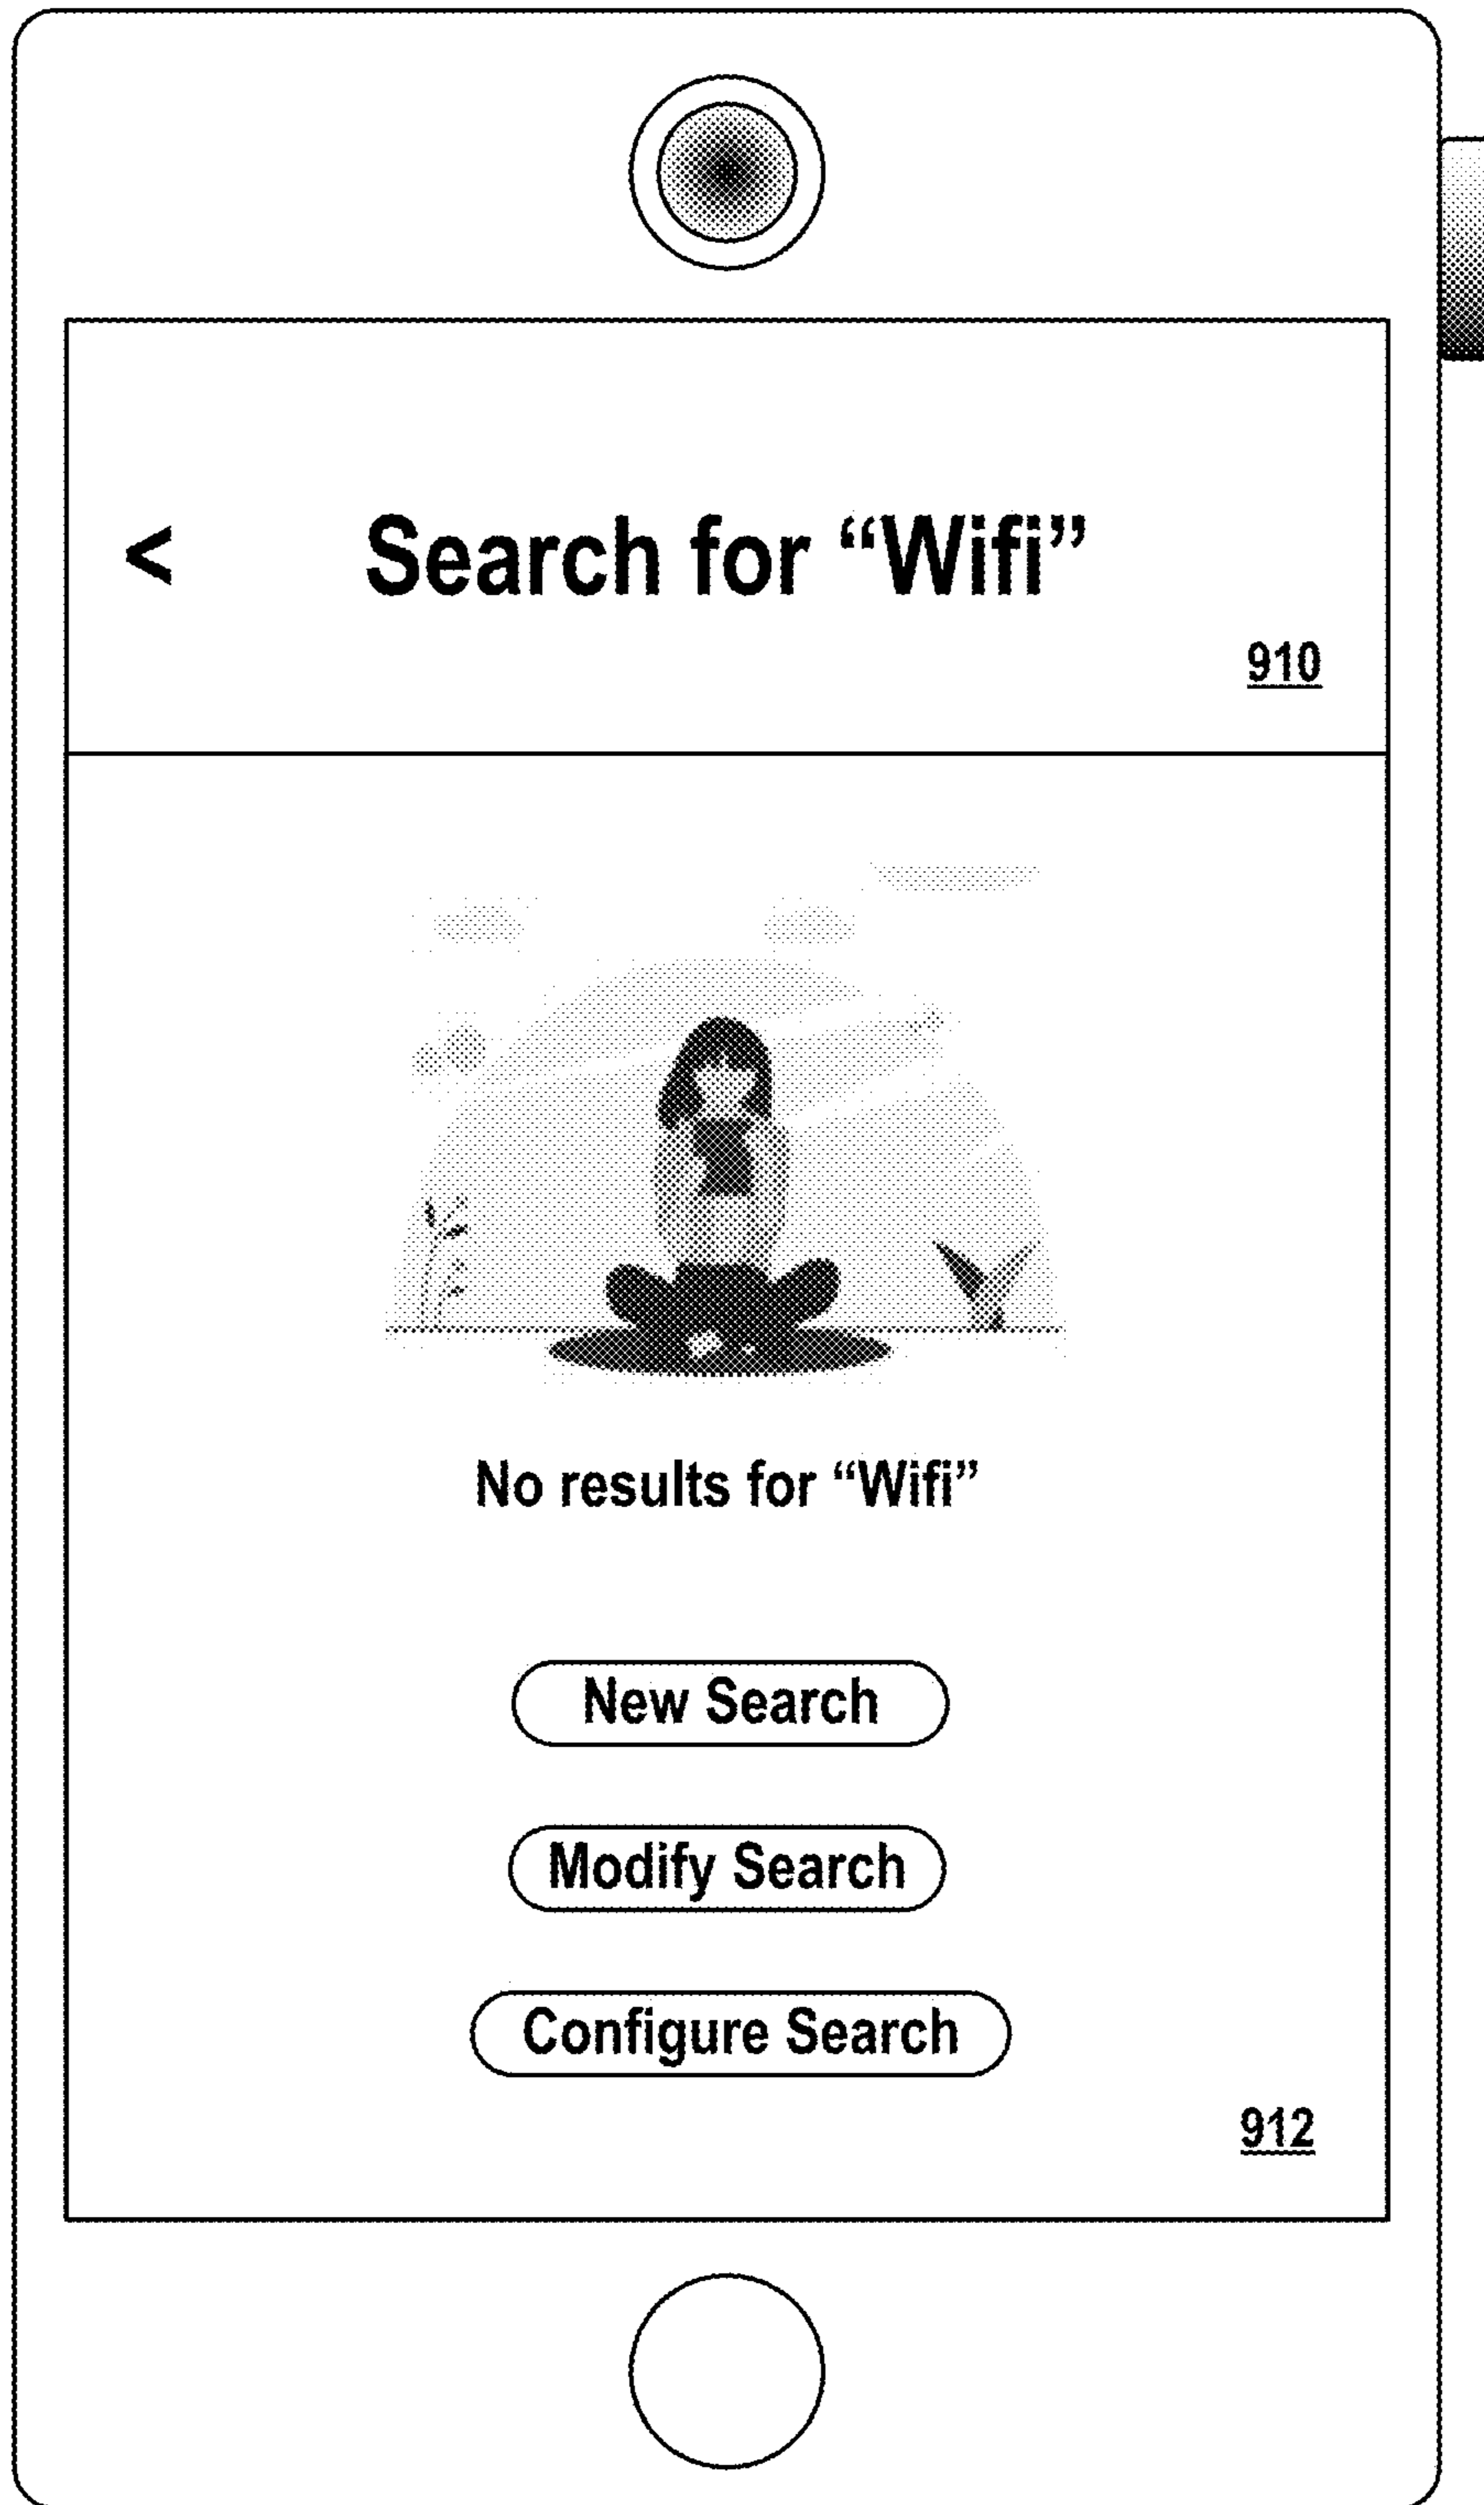 < Search for “Wifi”
910
No results for “Wifi”
New Search
Modify Search
Configure Search
912